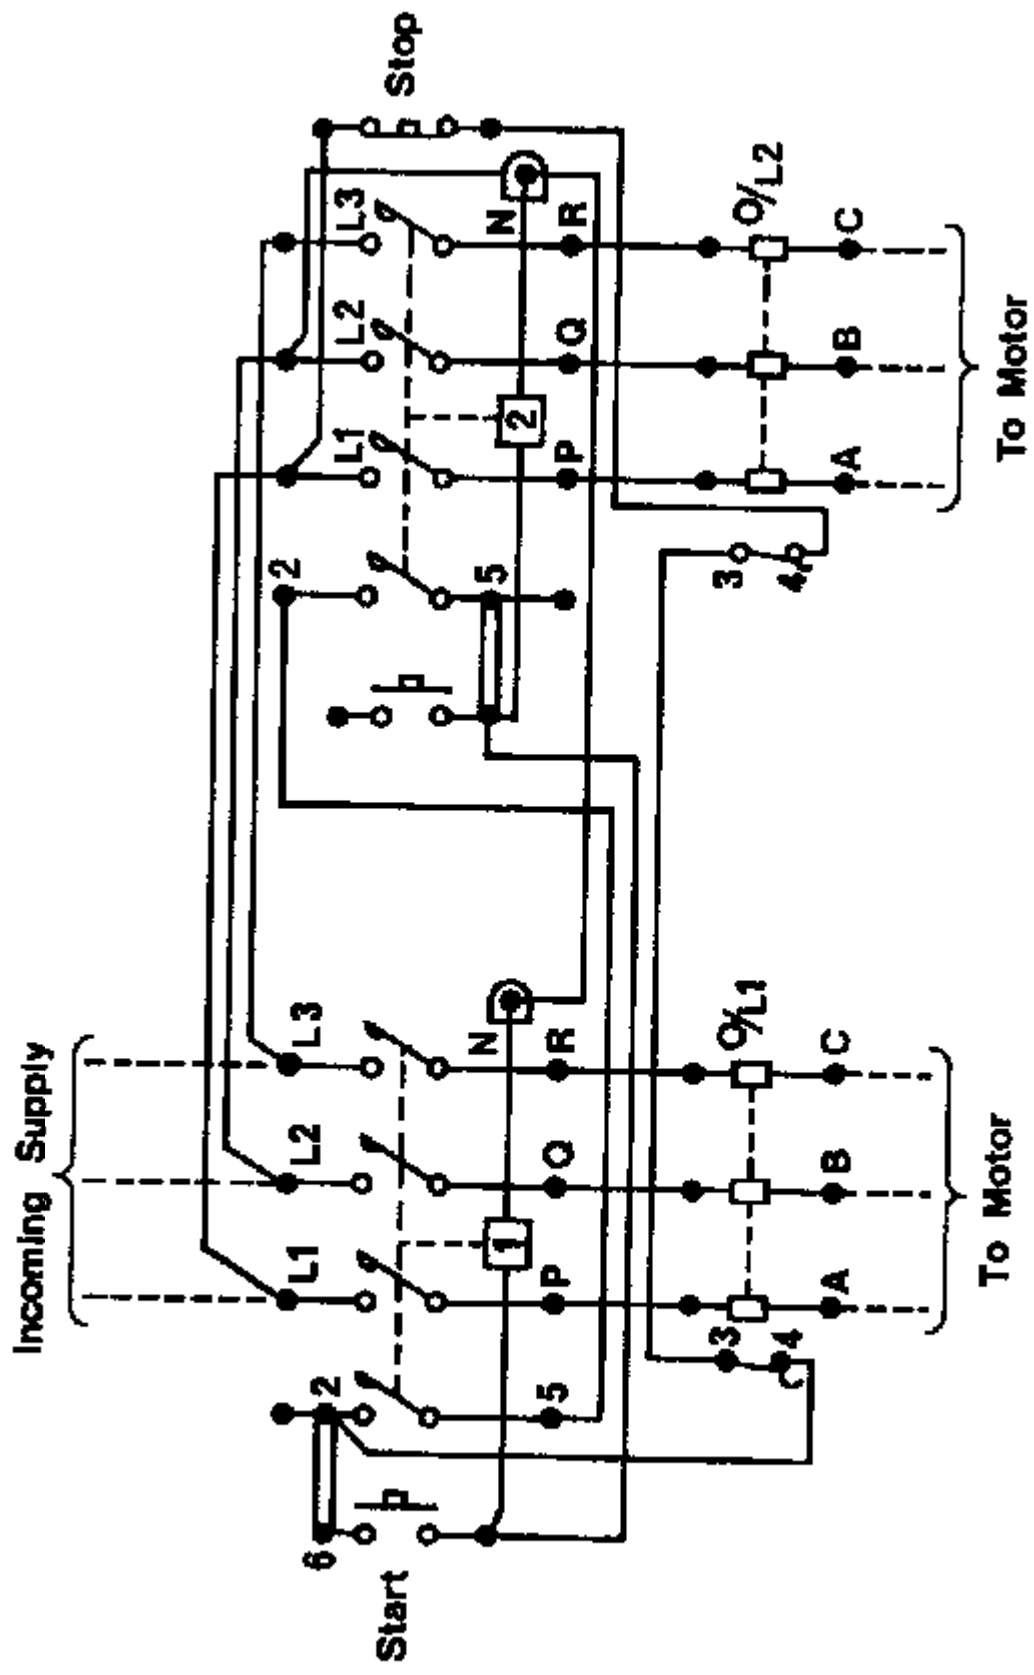 Incoming Supply
L1 L2 L3
2
6 2
L1 L2 L3
Start
Stop
N
5
N
1
2
5 P Q R
P Q R
O/L1
O/L2
3
3
4
4
A B C
A B C
To Motor
To Motor